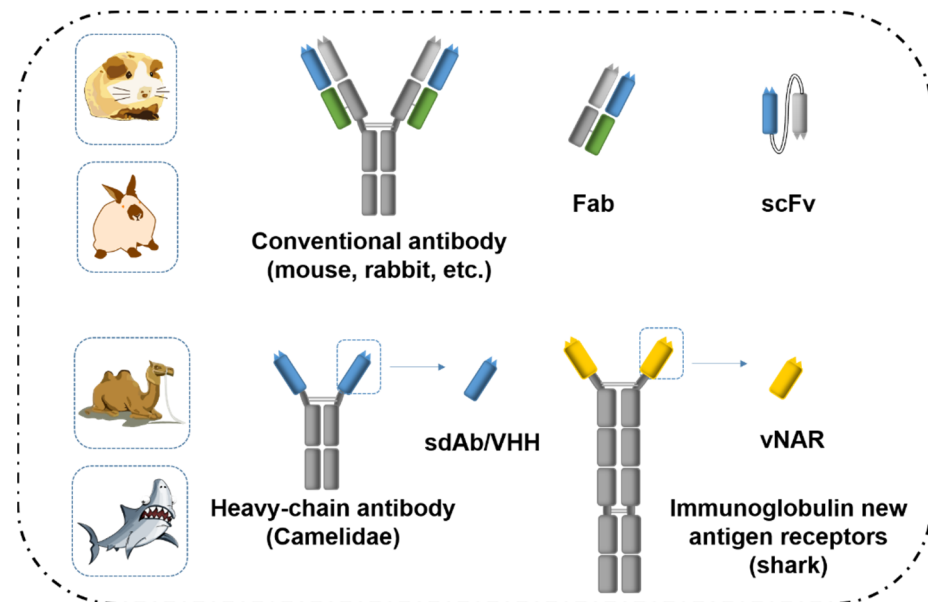 Conventional antibody
(mouse, rabbit, etc.)
Fab
scFv
Heavy-chain antibody
(Camelidae)
sdAb/VHH
Immunoglobulin new
antigen receptors
(shark)
vNAR